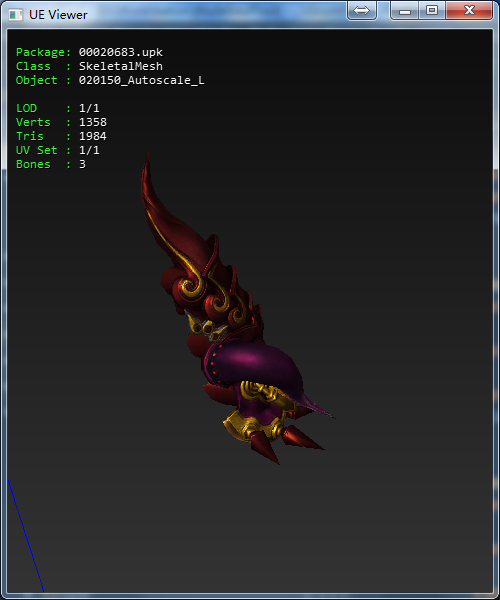 UE Viewer
Package: 00020683.upk
Class : SkeletalMesh
Object : 020150_Autoscale_L
LOD : 1/1
Verts : 1358
Tris : 1984
UV Set : 1/1
Bones : 3